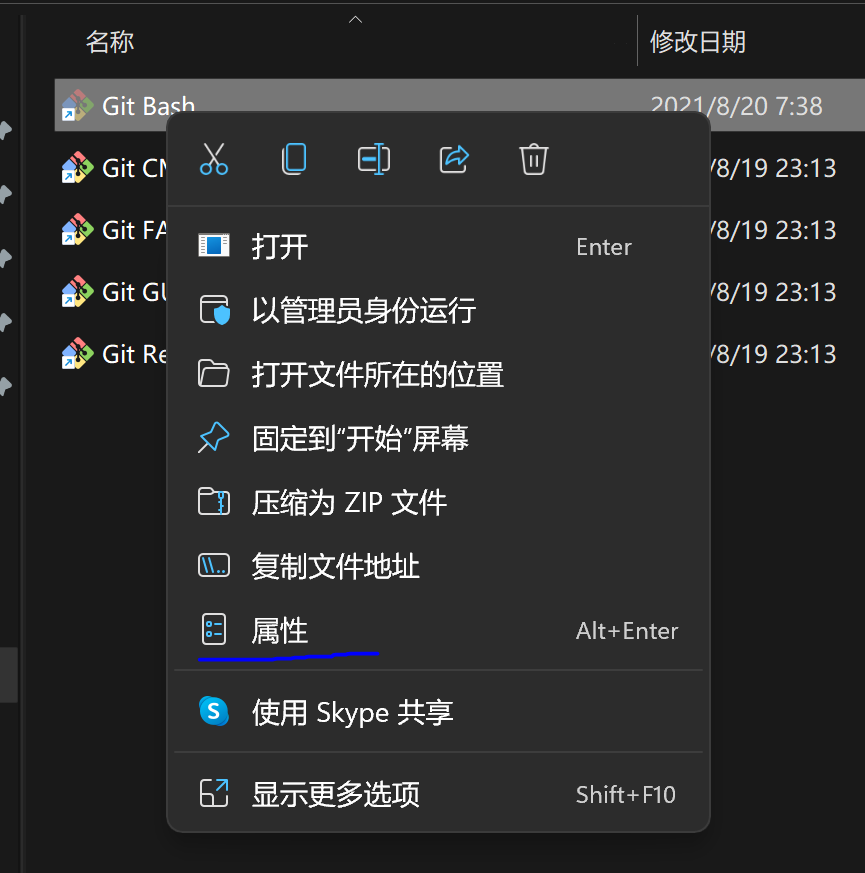 名称 修改日期
Git Bash 2021/8/20 7:38
Git /8/19 23:13
Git /8/19 23:13
Git /8/19 23:13
Git /8/19 23:13
打开 Enter
以管理员身份运行
打开文件所在的位置
固定到“开始”屏幕
压缩为 ZIP 文件
复制文件地址
属性 Alt+Enter
使用 Skype 共享
显示更多选项 Shift+F10